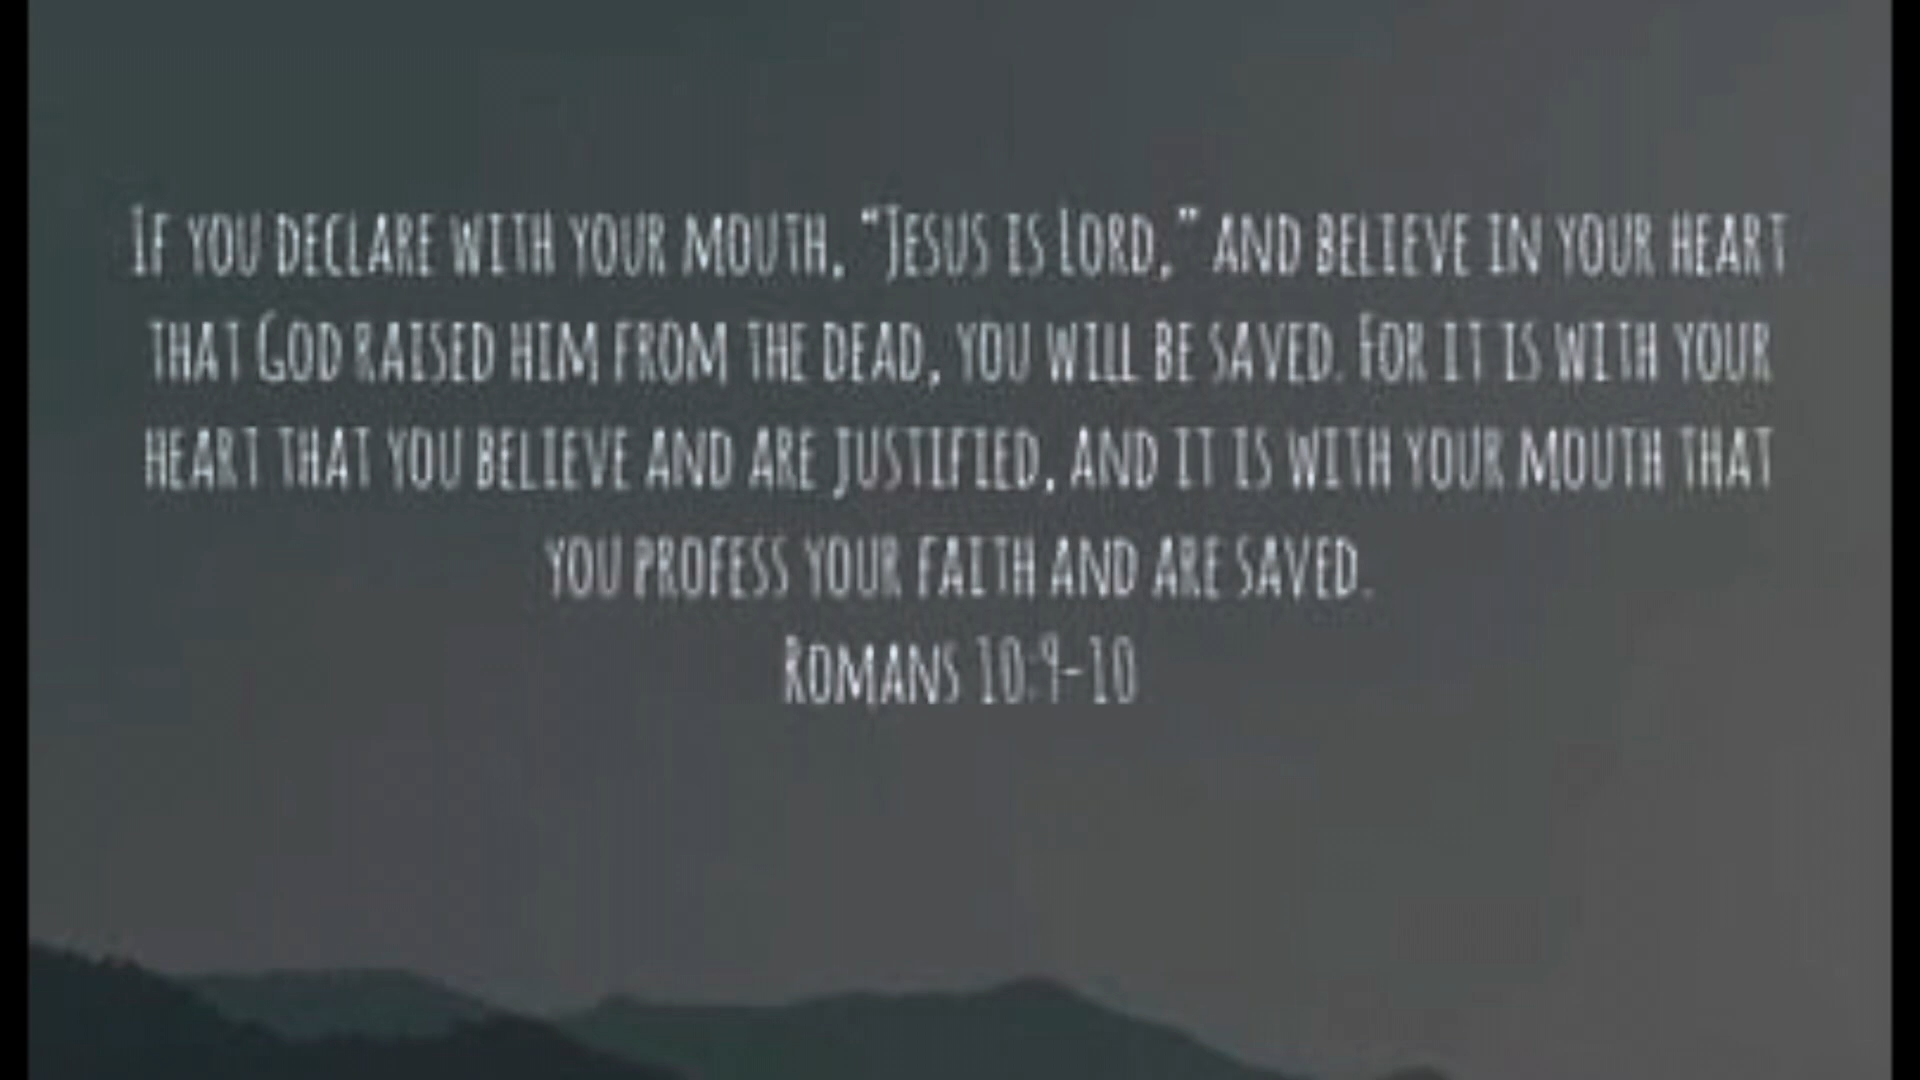 If you declare with your mouth, “Jesus is Lord,” and believe in your heart
that God raised him from the dead, you will be saved. For it is with your
heart that you believe and are justified, and it is with your mouth that
you profess your faith and are saved.
Romans 10:9-10